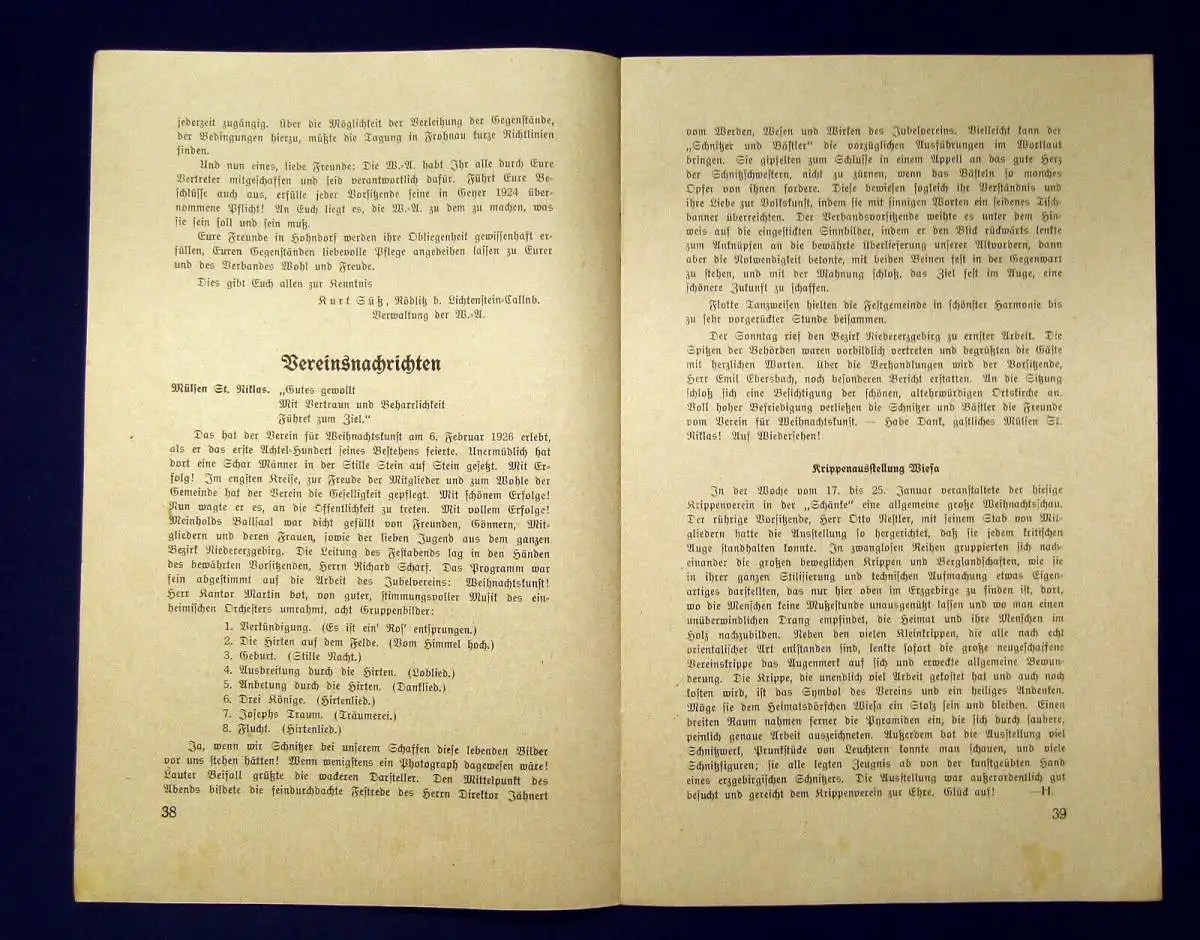 jederzeit zugängig. Über die Möglichkeit der Verleihung der Gegenstände,
der Bedingungen hierzu, müßte die Tagung in Frohnau kurze Richtlinien
finden.
Und nun eines, liebe Freunde: Die W.-A. habt Ihr alle durch Eure
Vertreter mitgeschaffen und seid verantwortlich dafür. Führt Eure Be-
schlüsse auch aus, erfülle jeder Vorsitzende seine in Geyer 1924 über-
nommene Pflicht! An Euch liegt es, die W.-A. zu dem zu machen, was
sie sein soll und sein muß.
Eure Freunde in Hohndorf werden ihre Obliegenheit gewissenhaft er-
füllen, Euren Gegenständen liebevolle Pflege angedeihen lassen zu Eurer
und des Verbandes Wohl und Freude.
Dies gibt Euch allen zur Kenntnis
Kurt Süß, Rödlitz b. Lichtenstein-Callnb.
Verwaltung der W.-A.
Vereinsnachrichten
Mülsen St. Niklas. „Gutes gewollt
Mit Vertraun und Beharrlichkeit
Führet zum Ziel.“
Das hat der Verein für Weihnachtskunst am 6. Februar 1926 erlebt,
als er das erste Achtel-Hundert seines Bestehens feierte. Unermüdlich hat
dort eine Schar Männer in der Stille Stein auf Stein gesetzt. Mit Er-
folg! Im engsten Kreise, zur Freude der Mitglieder und zum Wohle der
Gemeinde hat der Verein die Geselligkeit gepflegt. Mit schönem Erfolge!
Nun wagte er es, an die Öffentlichkeit zu treten. Mit vollem Erfolge!
Meinholds Ballsaal war dicht gefüllt von Freunden, Gönnern, Mit-
gliedern und deren Frauen, sowie der lieben Jugend aus dem ganzen
Bezirk Niedererzgebirg. Die Leitung des Festabends lag in den Händen
des bewährten Vorsitzenden, Herrn Richard Scharf. Das Programm war
fein abgestimmt auf die Arbeit des Jubelvereins: Weihnachtskunst!
Herr Kantor Martin bot, von guter, stimmungsvoller Musik des ein-
heimischen Orchesters umrahmt, acht Gruppenbilder:
1. Verkündigung. (Es ist ein' Ros' entsprungen.)
2. Die Hirten auf dem Felde. (Vom Himmel hoch.)
3. Geburt. (Stille Nacht.)
4. Ausbreitung durch die Hirten. (Loblied.)
5. Anbetung durch die Hirten. (Danklied.)
6. Drei Könige. (Hirtenlied.)
7. Josephs Traum. (Träumerei.)
8. Flucht. (Hirtenlied.)
Ja, wenn wir Schnitzer bei unserem Schaffen diese lebenden Bilder
vor uns stehen hätten! Wenn wenigstens ein Photograph dagewesen wäre!
Lauter Beifall grüßte die wackeren Darsteller. Den Mittelpunkt des
Abends bildete die feindurchdachte Festrede des Herrn Direktor Jähnert
38
vom Werden, Wesen und Wirken des Jubelvereins. Vielleicht kann der
„Schnitzer und Bästler“ die vorzüglichen Ausführungen im Wortlaut
bringen. Sie gipfelten zum Schlusse in einem Appell an das gute Herz
der Schnitzschwestern, nicht zu zürnen, wenn das Bästeln so manches
Opfer von ihnen fordere. Diese bewiesen sogleich ihr Verständnis und
ihre Liebe zur Volkskunst, indem sie mit sinnigen Worten ein seidenes Tisch-
banner überreichten. Der Verbandsvorsitzende weihte es unter dem Hin-
weis auf die eingestickten Sinnbilder, indem er den Blick rückwärts lenkte
zum Anknüpfen an die bewährte Überlieferung unserer Altvordern, dann
aber die Notwendigkeit betonte, mit beiden Beinen fest in der Gegenwart
zu stehen, und mit der Mahnung schloß, das Ziel fest im Auge, eine
schönere Zukunft zu schaffen.
Flotte Tanzweisen hielten die Festgemeinde in schönster Harmonie bis
zu sehr vorgerückter Stunde beisammen.
Der Sonntag rief den Bezirk Niedererzgebirg zu ernster Arbeit. Die
Spitzen der Behörden waren vorbildlich vertreten und begrüßten die Gäste
mit herzlichen Worten. Über die Verhandlungen wird der Vorsitzende,
Herr Emil Ebersbach, noch besonderen Bericht erstatten. An die Sitzung
schloß sich eine Besichtigung der schönen, altehrwürdigen Ortskirche an.
Voll hoher Befriedigung verließen die Schnitzer und Bästler die Freunde
vom Verein für Weihnachtskunst. — Habe Dank, gastliches Mülsen St.
Niklas! Auf Wiedersehen!
Krippenausstellung Wiesa
In der Woche vom 17. bis 25. Januar veranstaltete der hiesige
Krippenverein in der „Schänke“ eine allgemeine große Weihnachtsschau.
Der rührige Vorsitzende, Herr Otto Nestler, mit seinem Stab von Mit-
gliedern hatte die Ausstellung so hergerichtet, daß sie jedem kritischen
Auge standhalten konnte. In zwanglosen Reihen gruppierten sich nach-
einander die großen beweglichen Krippen und Berglandschaften, wie sie
in ihrer ganzen Stilisierung und technischen Aufmachung etwas Eigen-
artiges darstellten, das nur hier oben im Erzgebirge zu finden ist, dort,
wo die Menschen keine Mußestunde unausgenützt lassen und wo man einen
unüberwindlichen Drang empfindet, die Heimat und ihre Menschen im
Holz nachzubilden. Neben den vielen Kleinkrippen, die alle nach echt
orientalischer Art entstanden sind, lenkte sofort die große neugeschaffene
Vereinskrippe das Augenmerk auf sich und erweckte allgemeine Bewun-
derung. Die Krippe, die unendlich viel Arbeit gekostet hat und auch noch
kosten wird, ist das Symbol des Vereins und ein heiliges Andenken.
Möge sie dem Heimatsdörfchen Wiesa ein Stolz sein und bleiben. Einen
breiten Raum nahmen ferner die Pyramiden ein, die sich durch saubere,
peinlich genaue Arbeit auszeichneten. Außerdem bot die Ausstellung viel
Schnitzwerk, Prunkstücke von Leuchtern konnte man schauen, und viele
Schnitzfiguren; sie alle legten Zeugnis ab von der kunstgeübten Hand
eines erzgebirgischen Schnitzers. Die Ausstellung war außerordentlich gut
besucht und gereicht dem Krippenverein zur Ehre. Glück auf! —H.
39